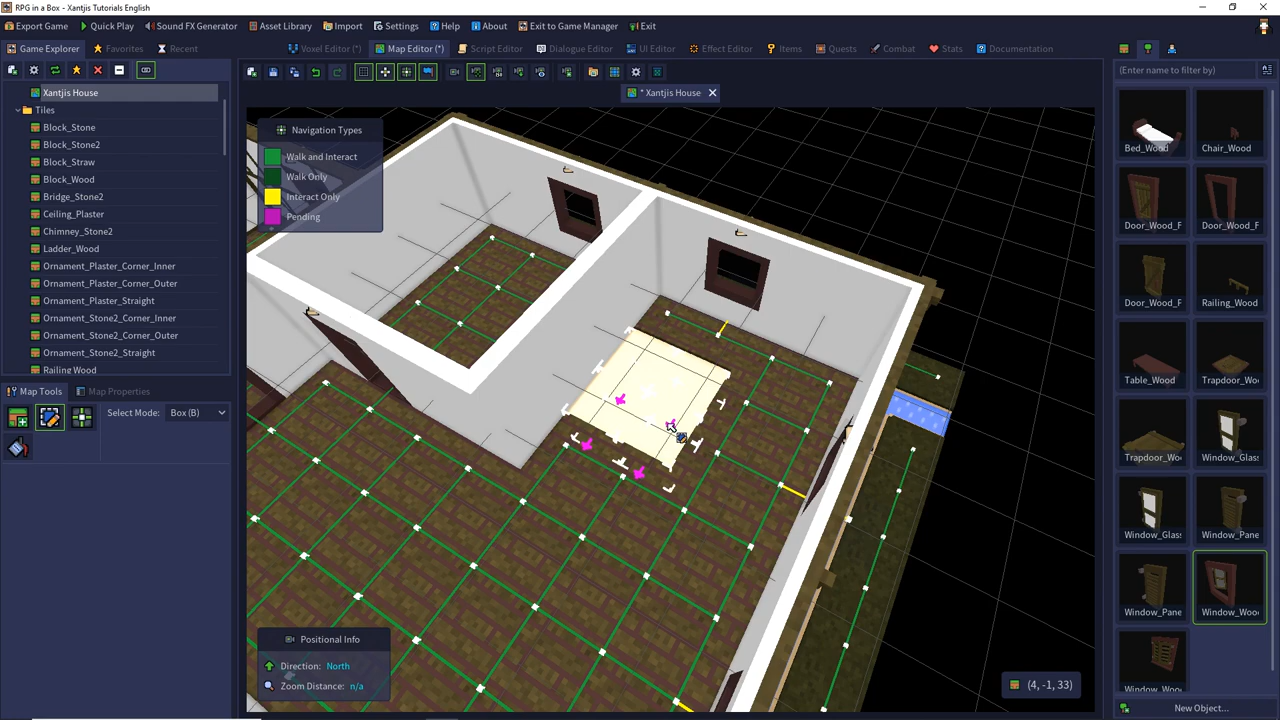 RPG in a Box — Xantjis Tutorials English
Export Game Quick Play Sound FX Generator Asset Library Import Settings Help About Exit to Game Manager Exit
Game Explorer Favorites Recent Voxel Editor (*) Map Editor (*) Script Editor Dialogue Editor UI Editor Effect Editor Items Quests Combat Stats Documentation
(Enter name to filter by)
Xantjis House
* Xantjis House
Tiles
Block_Stone
Block_Stone2
Block_Straw
Block_Wood
Bridge_Stone2
Ceiling_Plaster
Chimney_Stone2
Ladder_Wood
Ornament_Plaster_Corner_Inner
Ornament_Plaster_Corner_Outer
Ornament_Plaster_Straight
Ornament_Stone2_Corner_Inner
Ornament_Stone2_Corner_Outer
Ornament_Stone2_Straight
Railing Wood
Map Tools Map Properties
Select Mode: Box (B)
Navigation Types
Walk and Interact
Walk Only
Interact Only
Pending
Positional Info
Direction: North
Zoom Distance: n/a
(4, -1, 33)
Bed_Wood Chair_Wood
Door_Wood_F Door_Wood_F
Door_Wood_F Railing_Wood
Table_Wood Trapdoor_Wo
Trapdoor_Wo Window_Glas
Window_Glas Window_Pane
Window_Pane Window_Woo
Window_Woo
New Object...